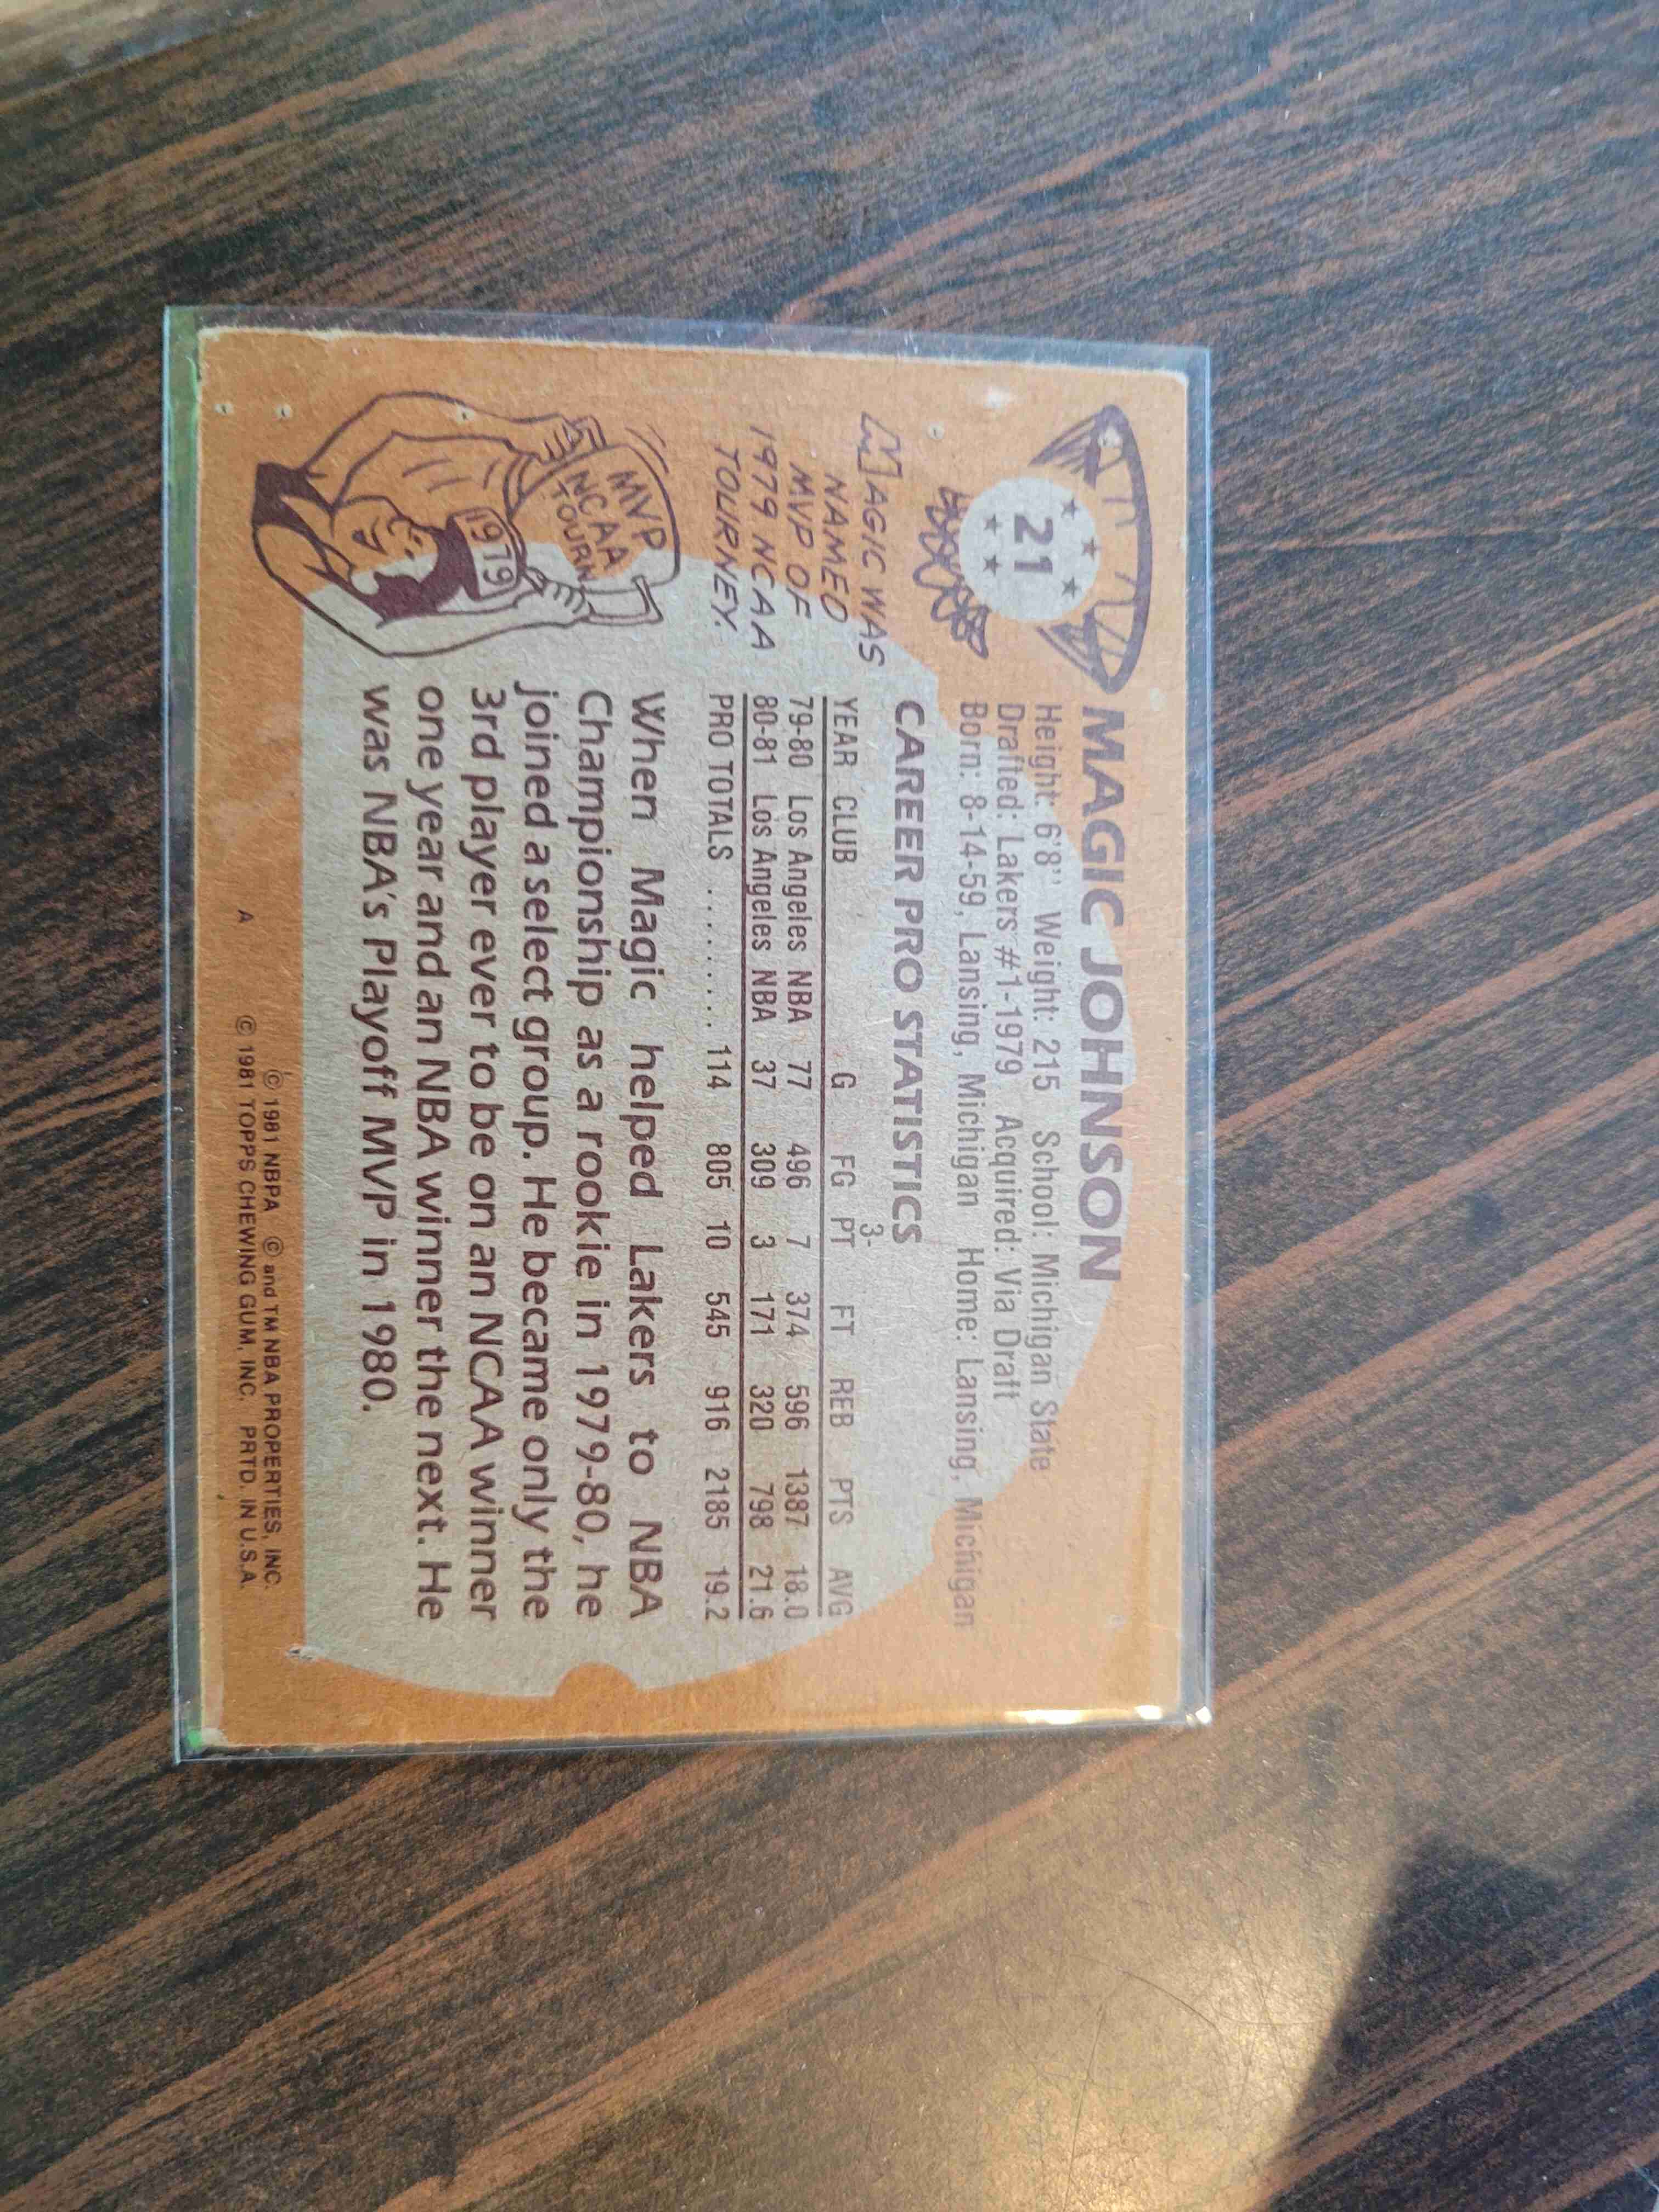 21
MAGIC JOHNSON
Height: 6'8'' Weight: 215 School: Michigan State
Drafted: Lakers #1-1979 Acquired: Via Draft
Born: 8-14-59, Lansing, Michigan Home: Lansing, Michigan
CAREER PRO STATISTICS
YEAR CLUB G FG 3-PT FT REB PTS AVG
79-80 Los Angeles NBA 77 496 7 374 596 1387 18.0
80-81 Los Angeles NBA 37 309 3 171 320 798 21.6
PRO TOTALS ........ 114 805 10 545 916 2185 19.2
MAGIC WAS
NAMED
MVP OF
1979 NCAA
TOURNEY.
MVP
NCAA
TOURN.
1979
When Magic helped Lakers to NBA
Championship as a rookie in 1979-80, he
joined a select group. He became only the
3rd player ever to be on an NCAA winner
one year and an NBA winner the next. He
was NBA's Playoff MVP in 1980.
© 1981 NBPA © and TM NBA PROPERTIES, INC.
A © 1981 TOPPS CHEWING GUM, INC. PRTD. IN U.S.A.